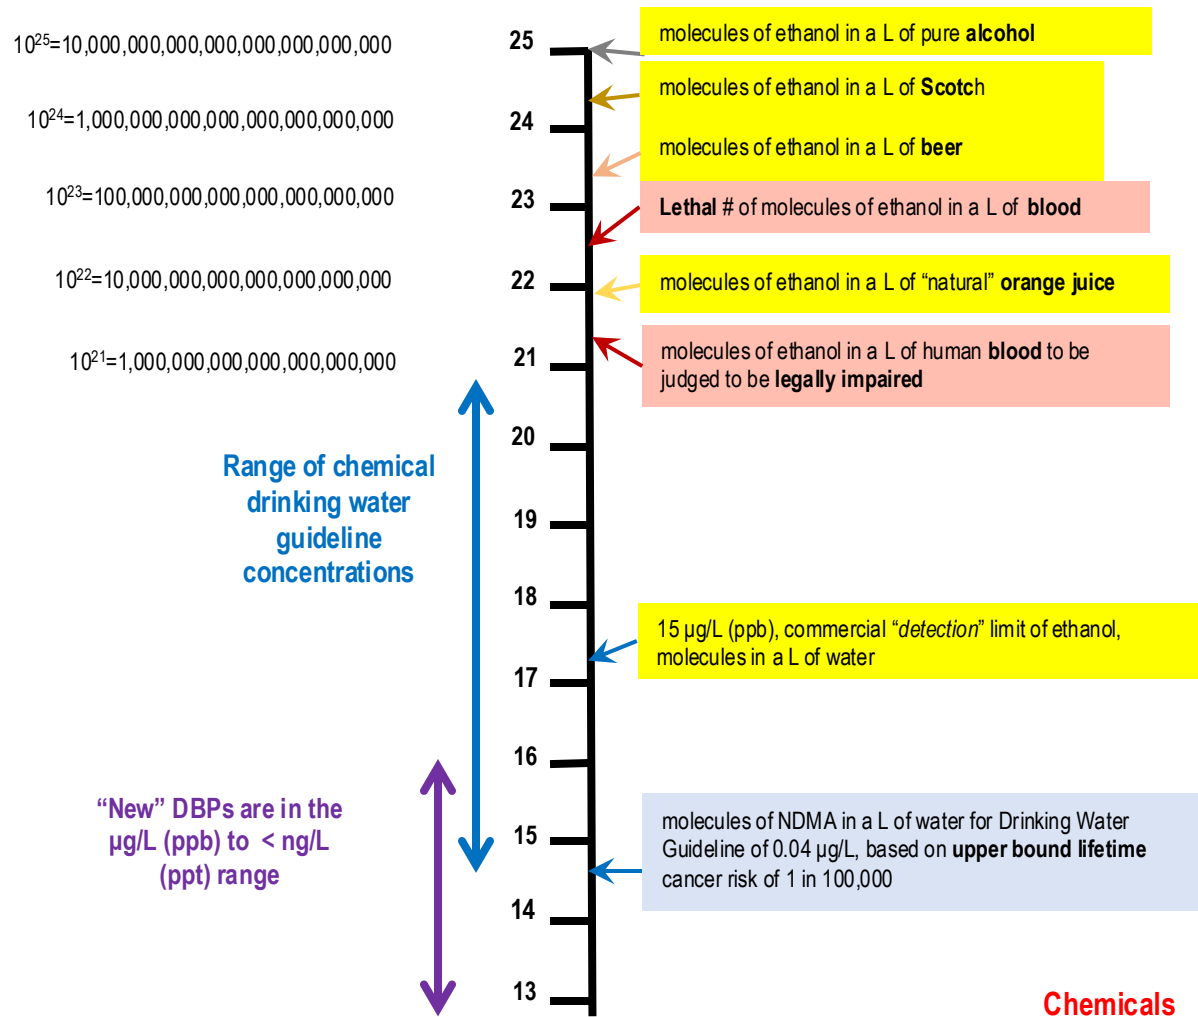 10²⁵=10,000,000,000,000,000,000,000,000
25
molecules of ethanol in a L of pure alcohol
molecules of ethanol in a L of Scotch
10²⁴=1,000,000,000,000,000,000,000,000
24
molecules of ethanol in a L of beer
10²³=100,000,000,000,000,000,000,000
23
Lethal # of molecules of ethanol in a L of blood
10²²=10,000,000,000,000,000,000,000
22
molecules of ethanol in a L of “natural” orange juice
10²¹=1,000,000,000,000,000,000,000
21
molecules of ethanol in a L of human blood to be
judged to be legally impaired
20
Range of chemical
drinking water
guideline
concentrations
19
18
15 µg/L (ppb), commercial “detection” limit of ethanol,
molecules in a L of water
17
16
“New” DBPs are in the
µg/L (ppb) to < ng/L
(ppt) range
15
molecules of NDMA in a L of water for Drinking Water
Guideline of 0.04 µg/L, based on upper bound lifetime
cancer risk of 1 in 100,000
14
13
Chemicals